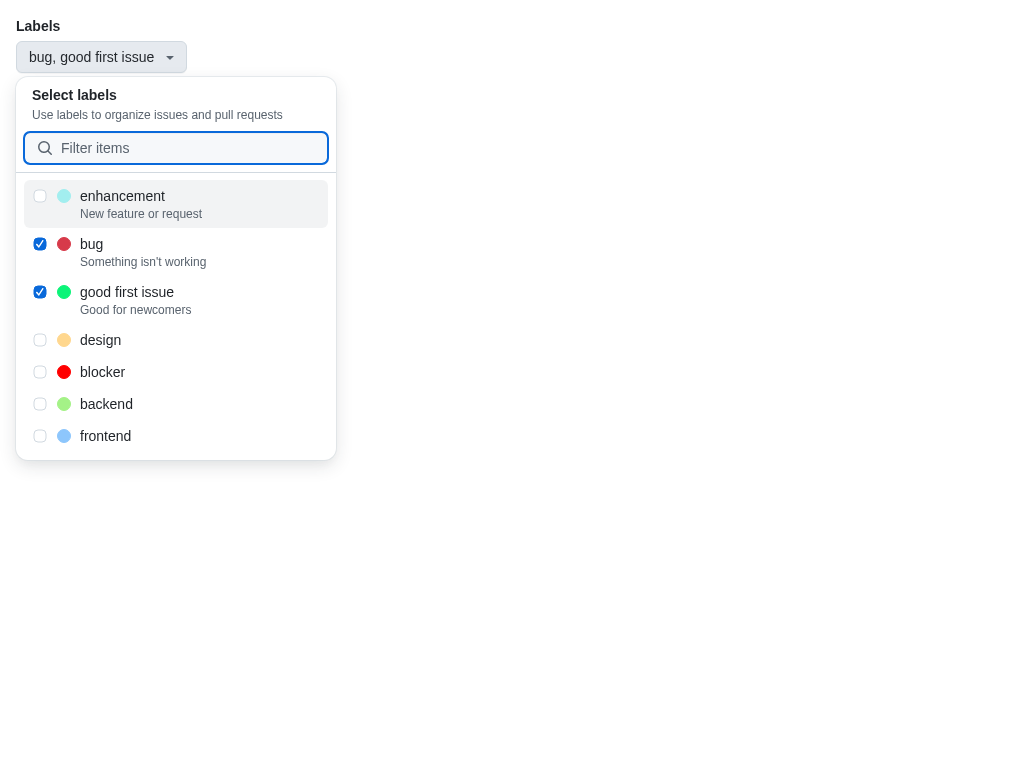 Labels
bug, good first issue
Select labels
Use labels to organize issues and pull requests
Filter items
enhancement
New feature or request
bug
Something isn't working
good first issue
Good for newcomers
design
blocker
backend
frontend